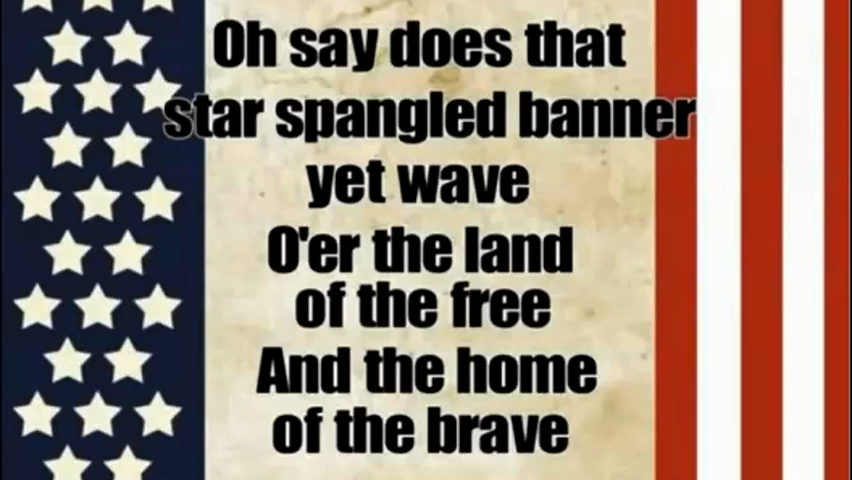 Oh say does that
star spangled banner
yet wave
O'er the land
of the free
And the home
of the brave